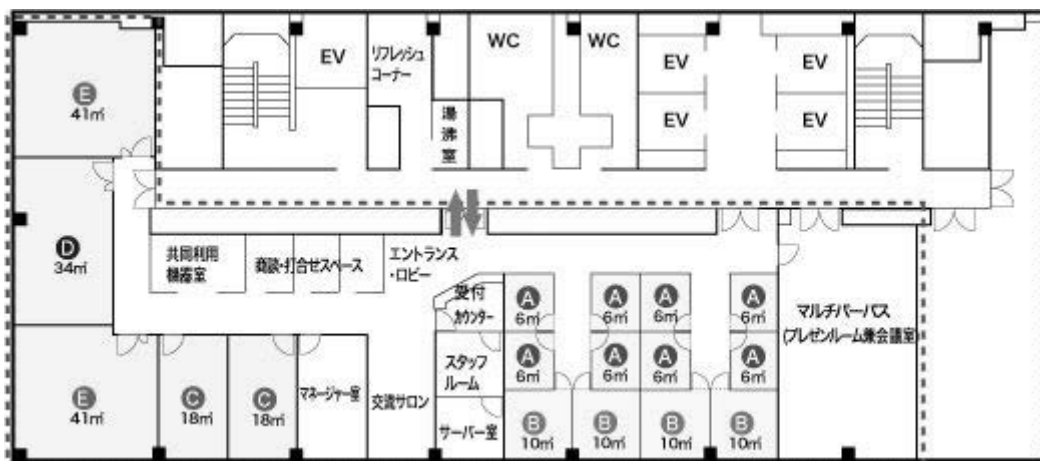 E
41㎡
EV
リフレッシュ
コーナー
湯
沸
室
WC
WC
EV
EV
EV
EV
D
34㎡
共同利用
機器室
商談・打合せスペース
エントランス
・ロビー
受付
カウンター
A
6㎡
A
6㎡
A
6㎡
A
6㎡
マルチパーパス
(プレゼンルーム兼会議室)
スタッフ
ルーム
A
6㎡
A
6㎡
A
6㎡
A
6㎡
E
41㎡
C
18㎡
C
18㎡
マネージャー室
交流サロン
サーバー室
B
10㎡
B
10㎡
B
10㎡
B
10㎡